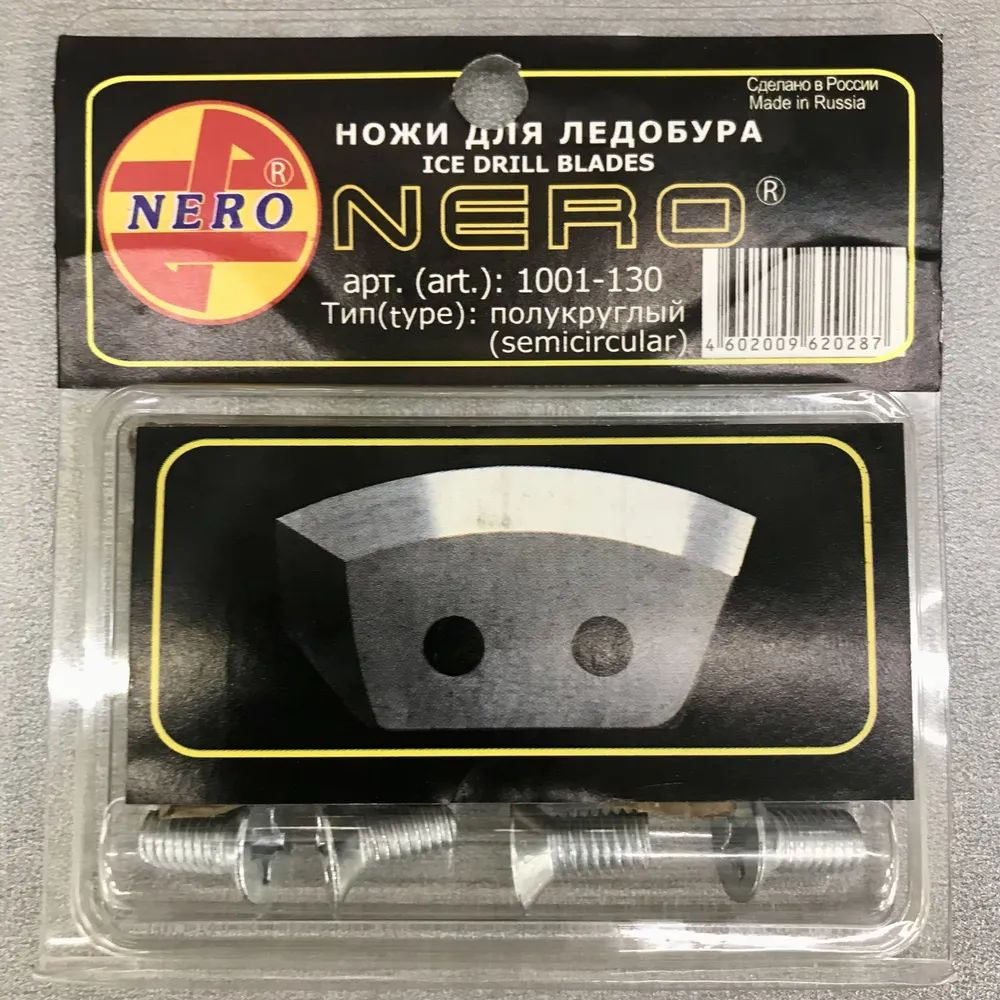 Сделано в России
Made in Russia
НОЖИ ДЛЯ ЛЕДОБУРА
ICE DRILL BLADES
NERO ®
NERO®
арт. (art.): 1001-130
Тип(type): полукруглый
(semicircular)
4 602009 620287